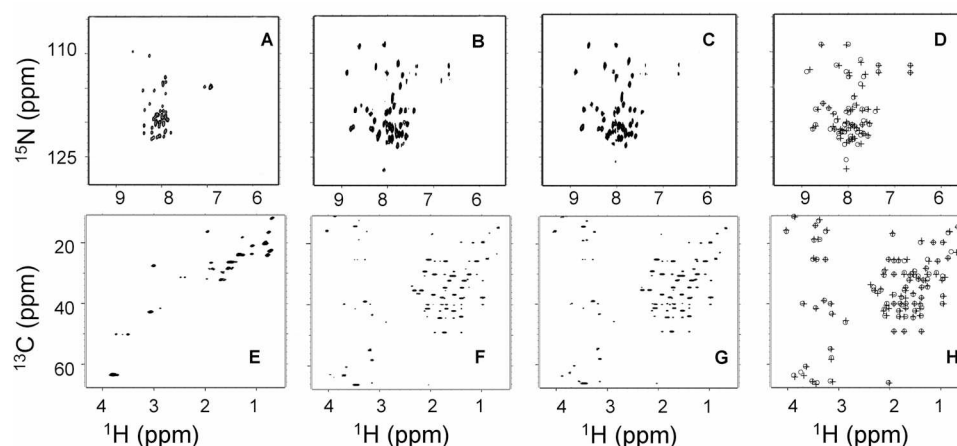 A
B
C
D
110
125
15N (ppm)
9 8 7 6
9 8 7 6
9 8 7 6
9 8 7 6
E
F
G
H
20
40
60
13C (ppm)
4 3 2 1
4 3 2 1
4 3 2 1
4 3 2 1
1H (ppm)
1H (ppm)
1H (ppm)
1H (ppm)